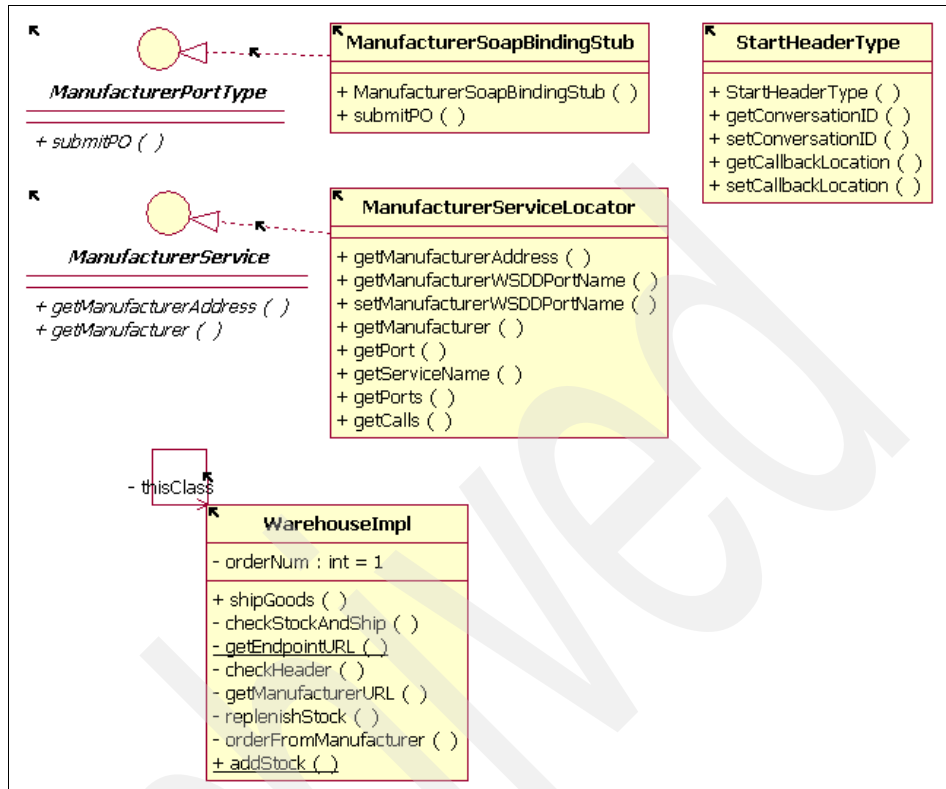 ManufacturerPortType
+ submitPO ( )
ManufacturerSoapBindingStub
+ ManufacturerSoapBindingStub ( )
+ submitPO ( )
StartHeaderType
+ StartHeaderType ( )
+ getConversationID ( )
+ setConversationID ( )
+ getCallbackLocation ( )
+ setCallbackLocation ( )
ManufacturerService
+ getManufacturerAddress ( )
+ getManufacturer ( )
ManufacturerServiceLocator
+ getManufacturerAddress ( )
+ getManufacturerWSDDPortName ( )
+ setManufacturerWSDDPortName ( )
+ getManufacturer ( )
+ getPort ( )
+ getServiceName ( )
+ getPorts ( )
+ getCalls ( )
- thisClass
WarehouseImpl
- orderNum : int = 1
+ shipGoods ( )
- checkStockAndShip ( )
- getEndpointURL ( )
- checkHeader ( )
- getManufacturerURL ( )
- replenishStock ( )
- orderFromManufacturer ( )
+ addStock ( )